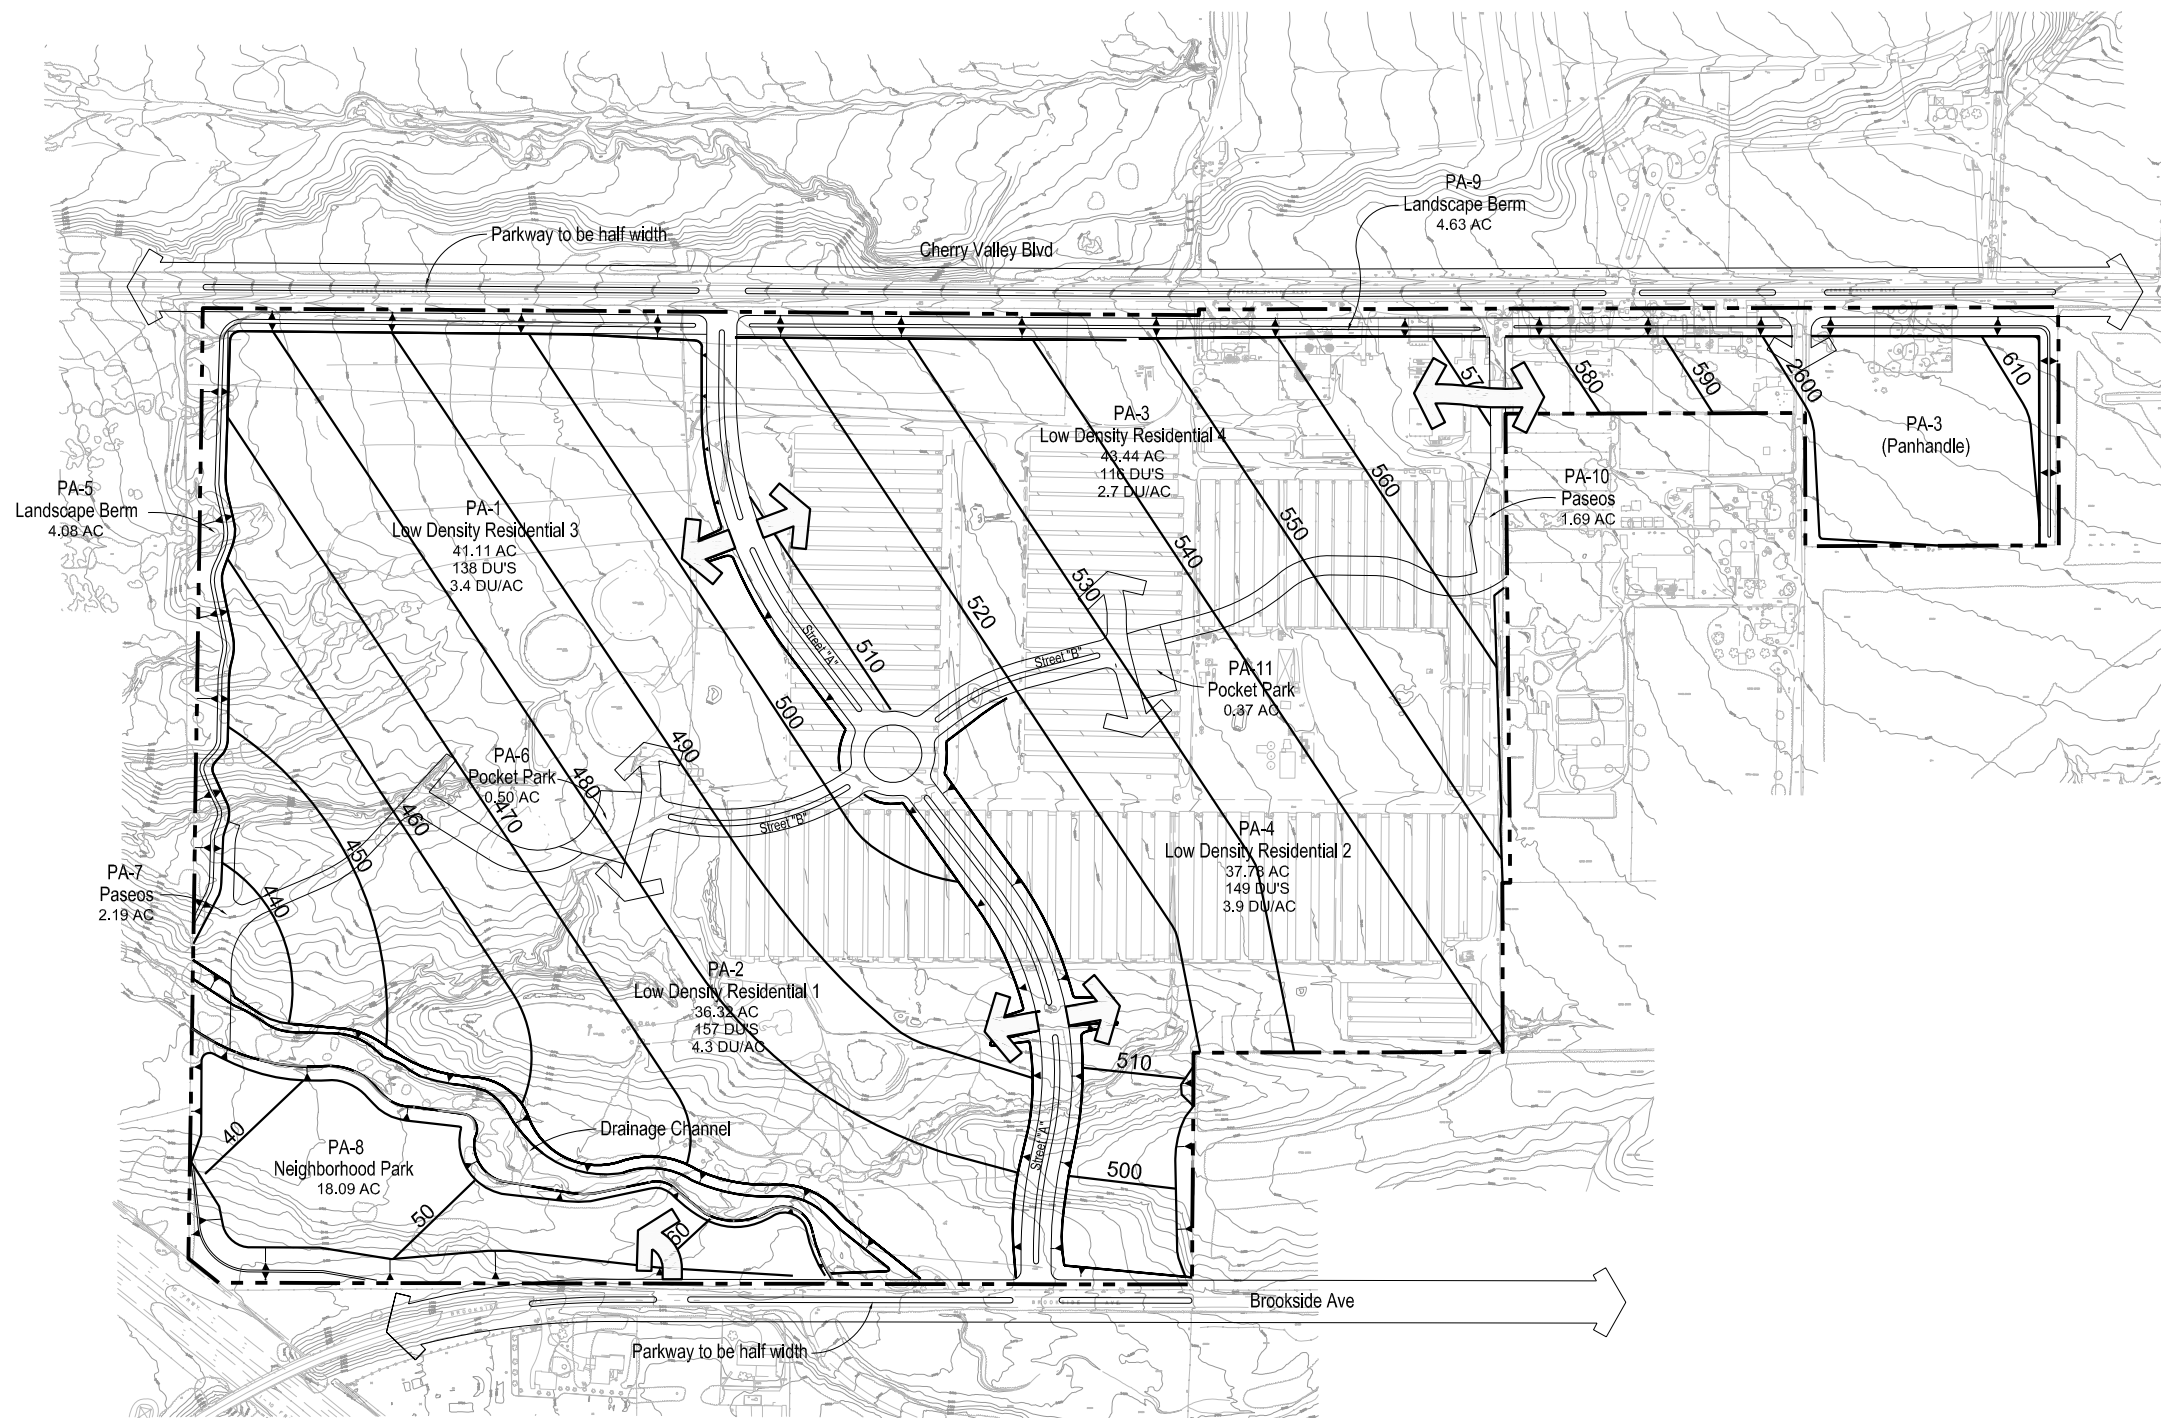 PA-9
Landscape Berm
4.63 AC
Parkway to be half width
Cherry Valley Blvd
610
2600
590
580
57
PA-3
Low Density Residential 4
43.44 AC
116 DU'S
2.7 DU/AC
PA-3
(Panhandle)
560
PA-10
Paseos
1.69 AC
PA-5
Landscape Berm
4.08 AC
PA-1
Low Density Residential 3
41.11 AC
138 DU'S
3.4 DU/AC
550
540
530
520
510
Street "A"
Street "B"
PA-11
Pocket Park
0.37 AC
500
490
480
470
460
450
440
PA-6
Pocket Park
0.50 AC
Street "B"
PA-4
Low Density Residential 2
37.78 AC
149 DU'S
3.9 DU/AC
PA-7
Paseos
2.19 AC
PA-2
Low Density Residential 1
36.32 AC
157 DU'S
4.3 DU/AC
510
Drainage Channel
40
PA-8
Neighborhood Park
18.09 AC
Street "A"
500
50
60
Brookside Ave
Parkway to be half width